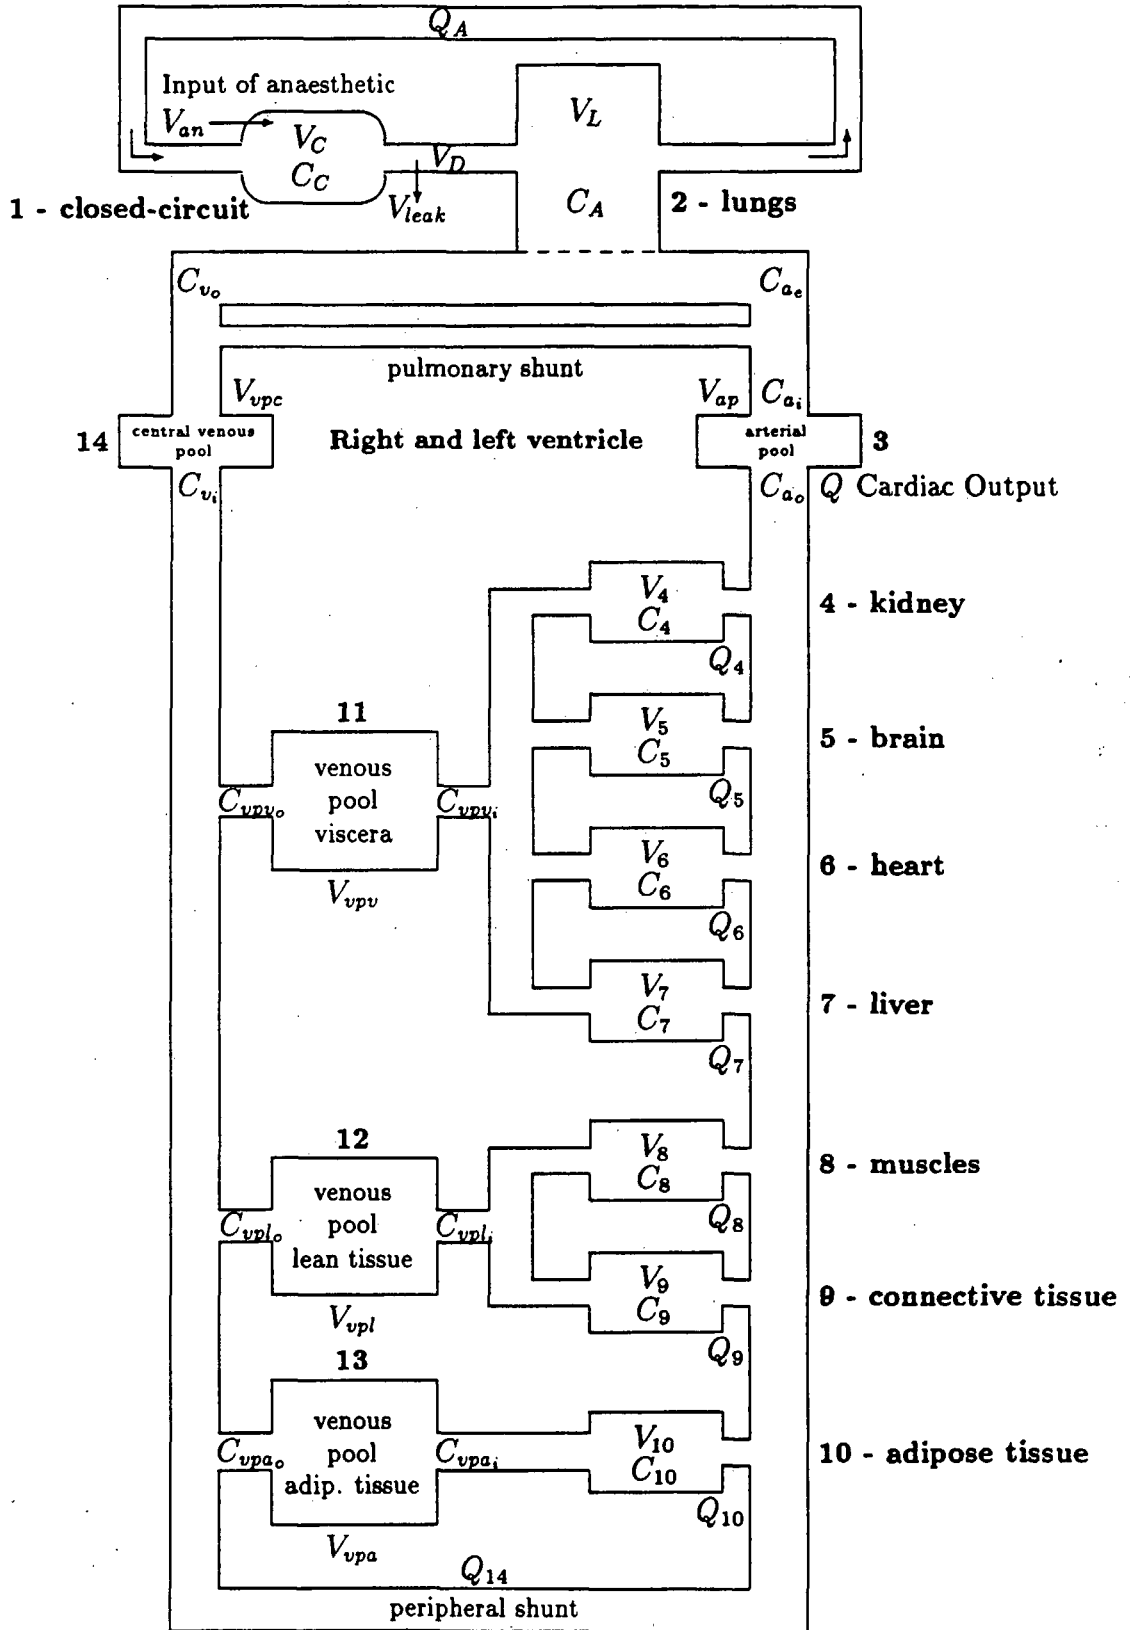 Q_A
Input of anaesthetic
V_an
V_C
C_C
V_D
V_leak
V_L
C_A
1 - closed-circuit
2 - lungs
C_vo
C_ae
pulmonary shunt
V_vpc
V_ap
C_ai
14
central venous
pool
Right and left ventricle
arterial
pool
3
C_vi
C_ao
Q Cardiac Output
V_4
C_4
4 - kidney
Q_4
11
V_5
C_5
5 - brain
Q_5
venous
pool
viscera
C_vpvo
C_vpvi
V_vpv
V_6
C_6
6 - heart
Q_6
V_7
C_7
7 - liver
Q_7
12
V_8
C_8
8 - muscles
Q_8
venous
pool
lean tissue
C_vplo
C_vpli
V_vpl
V_9
C_9
9 - connective tissue
Q_9
13
venous
pool
adip. tissue
C_vpao
C_vpai
V_10
C_10
10 - adipose tissue
Q_10
V_vpa
Q_14
peripheral shunt